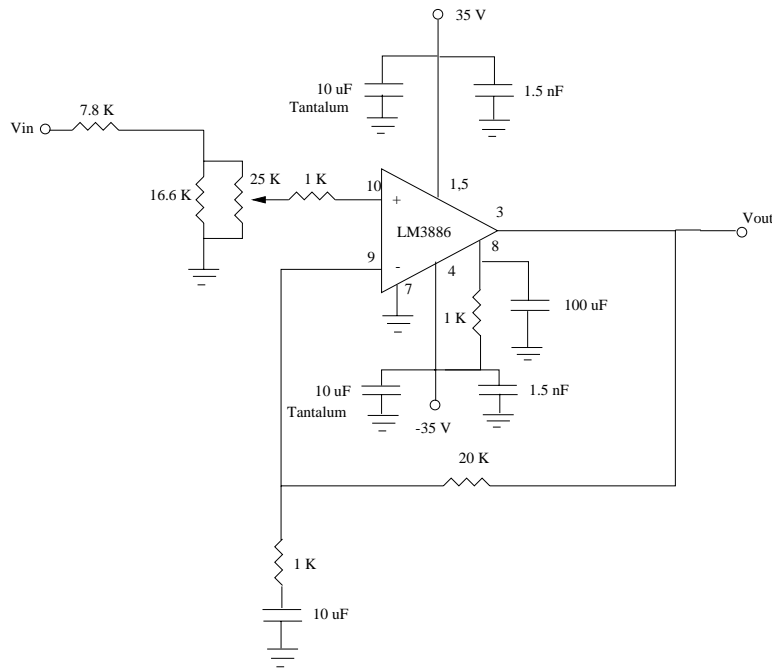 35 V
10 uF
Tantalum
1.5 nF
7.8 K
Vin
16.6 K
25 K
1 K
10
+
1,5
LM3886
3
Vout
9
-
7
4
8
1 K
100 uF
10 uF
Tantalum
1.5 nF
-35 V
20 K
1 K
10 uF